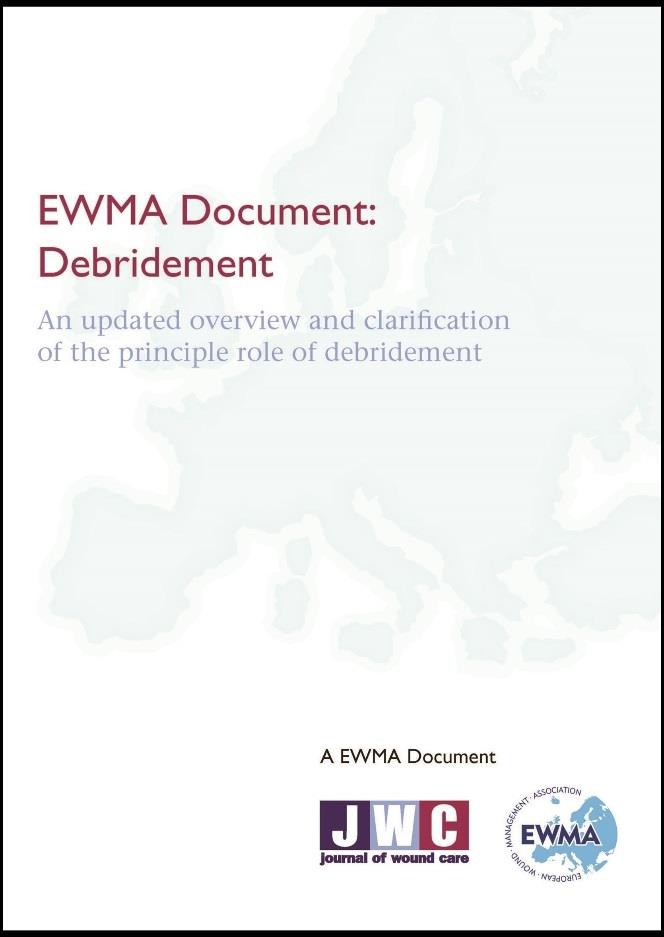 EWMA Document:
Debridement
An updated overview and clarification
of the principle role of debridement
A EWMA Document
JWC
journal of wound care
EWMA
EUROPEAN · WOUND · MANAGEMENT · ASSOCIATION